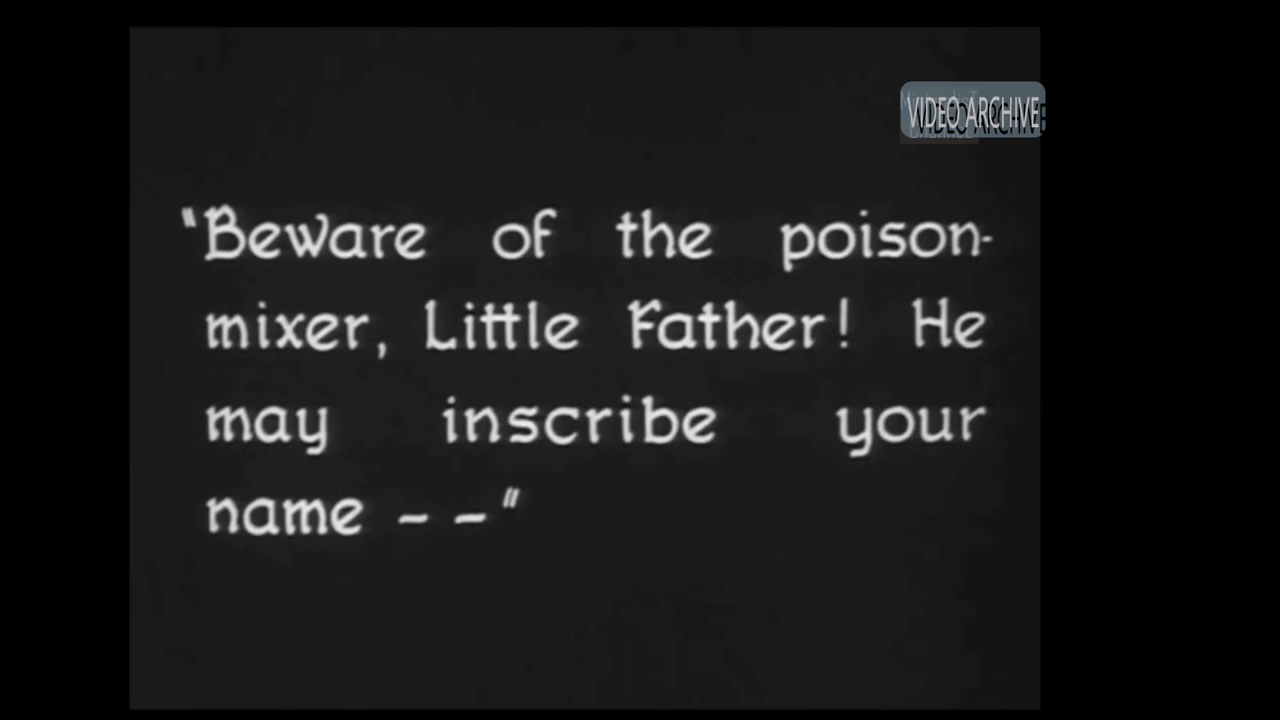 VIDEO ARCHIVE
"Beware of the poison-
mixer, Little Father! He
may inscribe your
name – –"